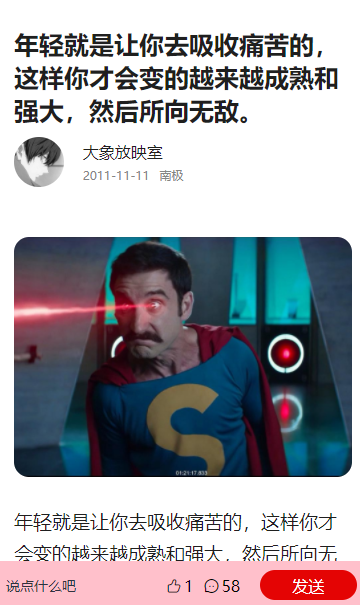 年轻就是让你去吸收痛苦的，
这样你才会变的越来越成熟和
强大，然后所向无敌。
大象放映室
2011-11-11 南极
S
01:21:17.833
年轻就是让你去吸收痛苦的，这样你才
会变的越来越成熟和强大，然后所向无
说点什么吧 1 58 发送